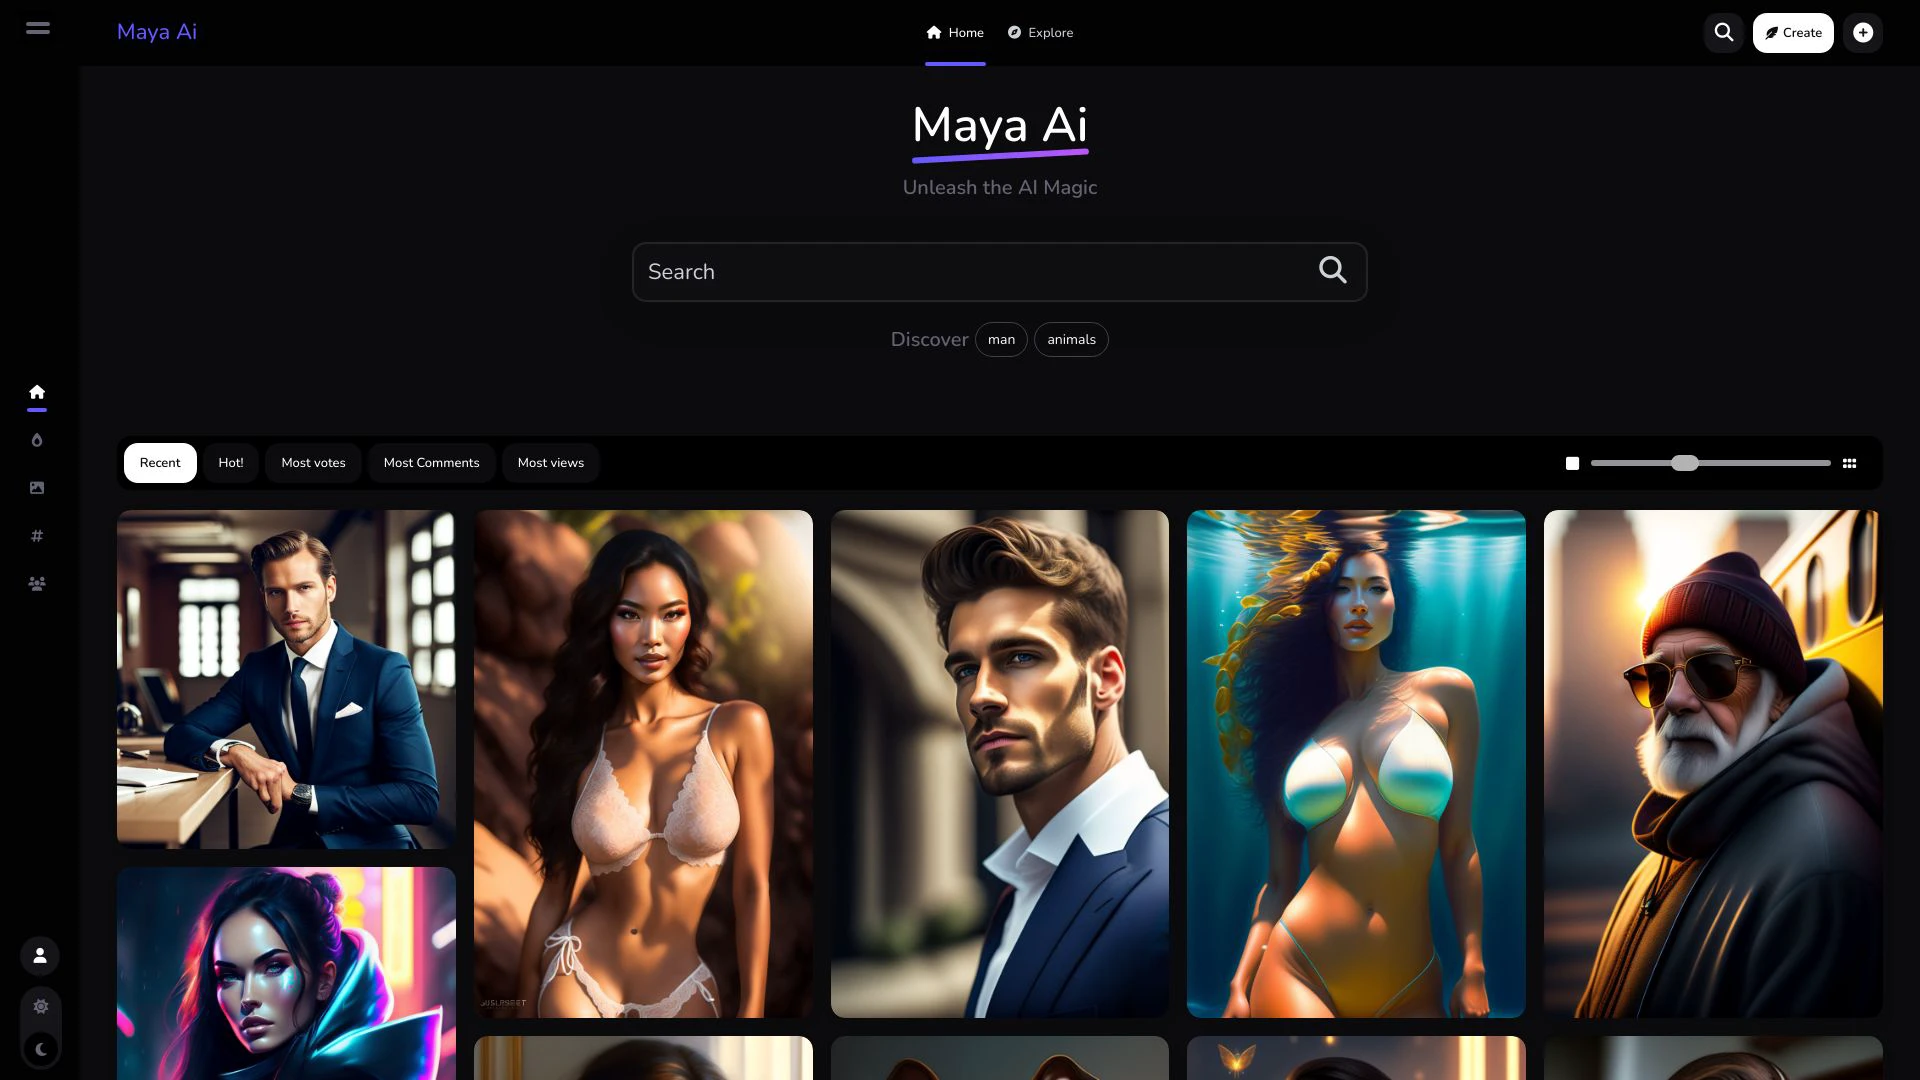 Maya Ai
Home
Explore
Create
Maya Ai
Unleash the AI Magic
Search
Discover man animals
Recent
Hot!
Most votes
Most Comments
Most views